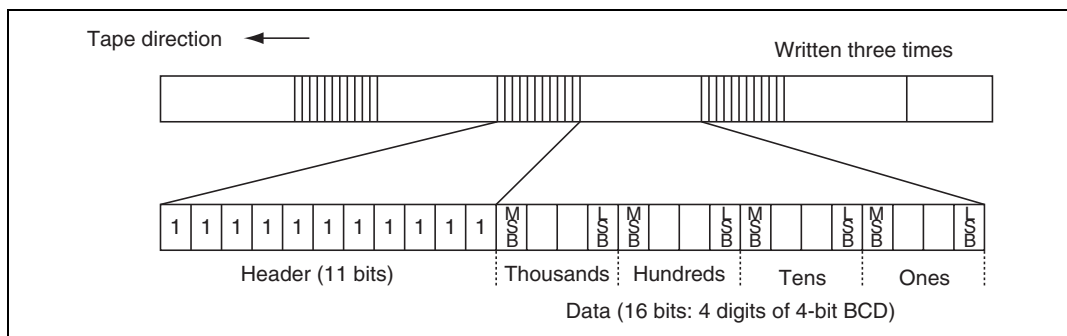 Tape direction
Written three times
1 1 1 1 1 1 1 1 1 1 1 MSB LSB MSB LSB MSB LSB MSB LSB
Header (11 bits) Thousands Hundreds Tens Ones
Data (16 bits: 4 digits of 4-bit BCD)